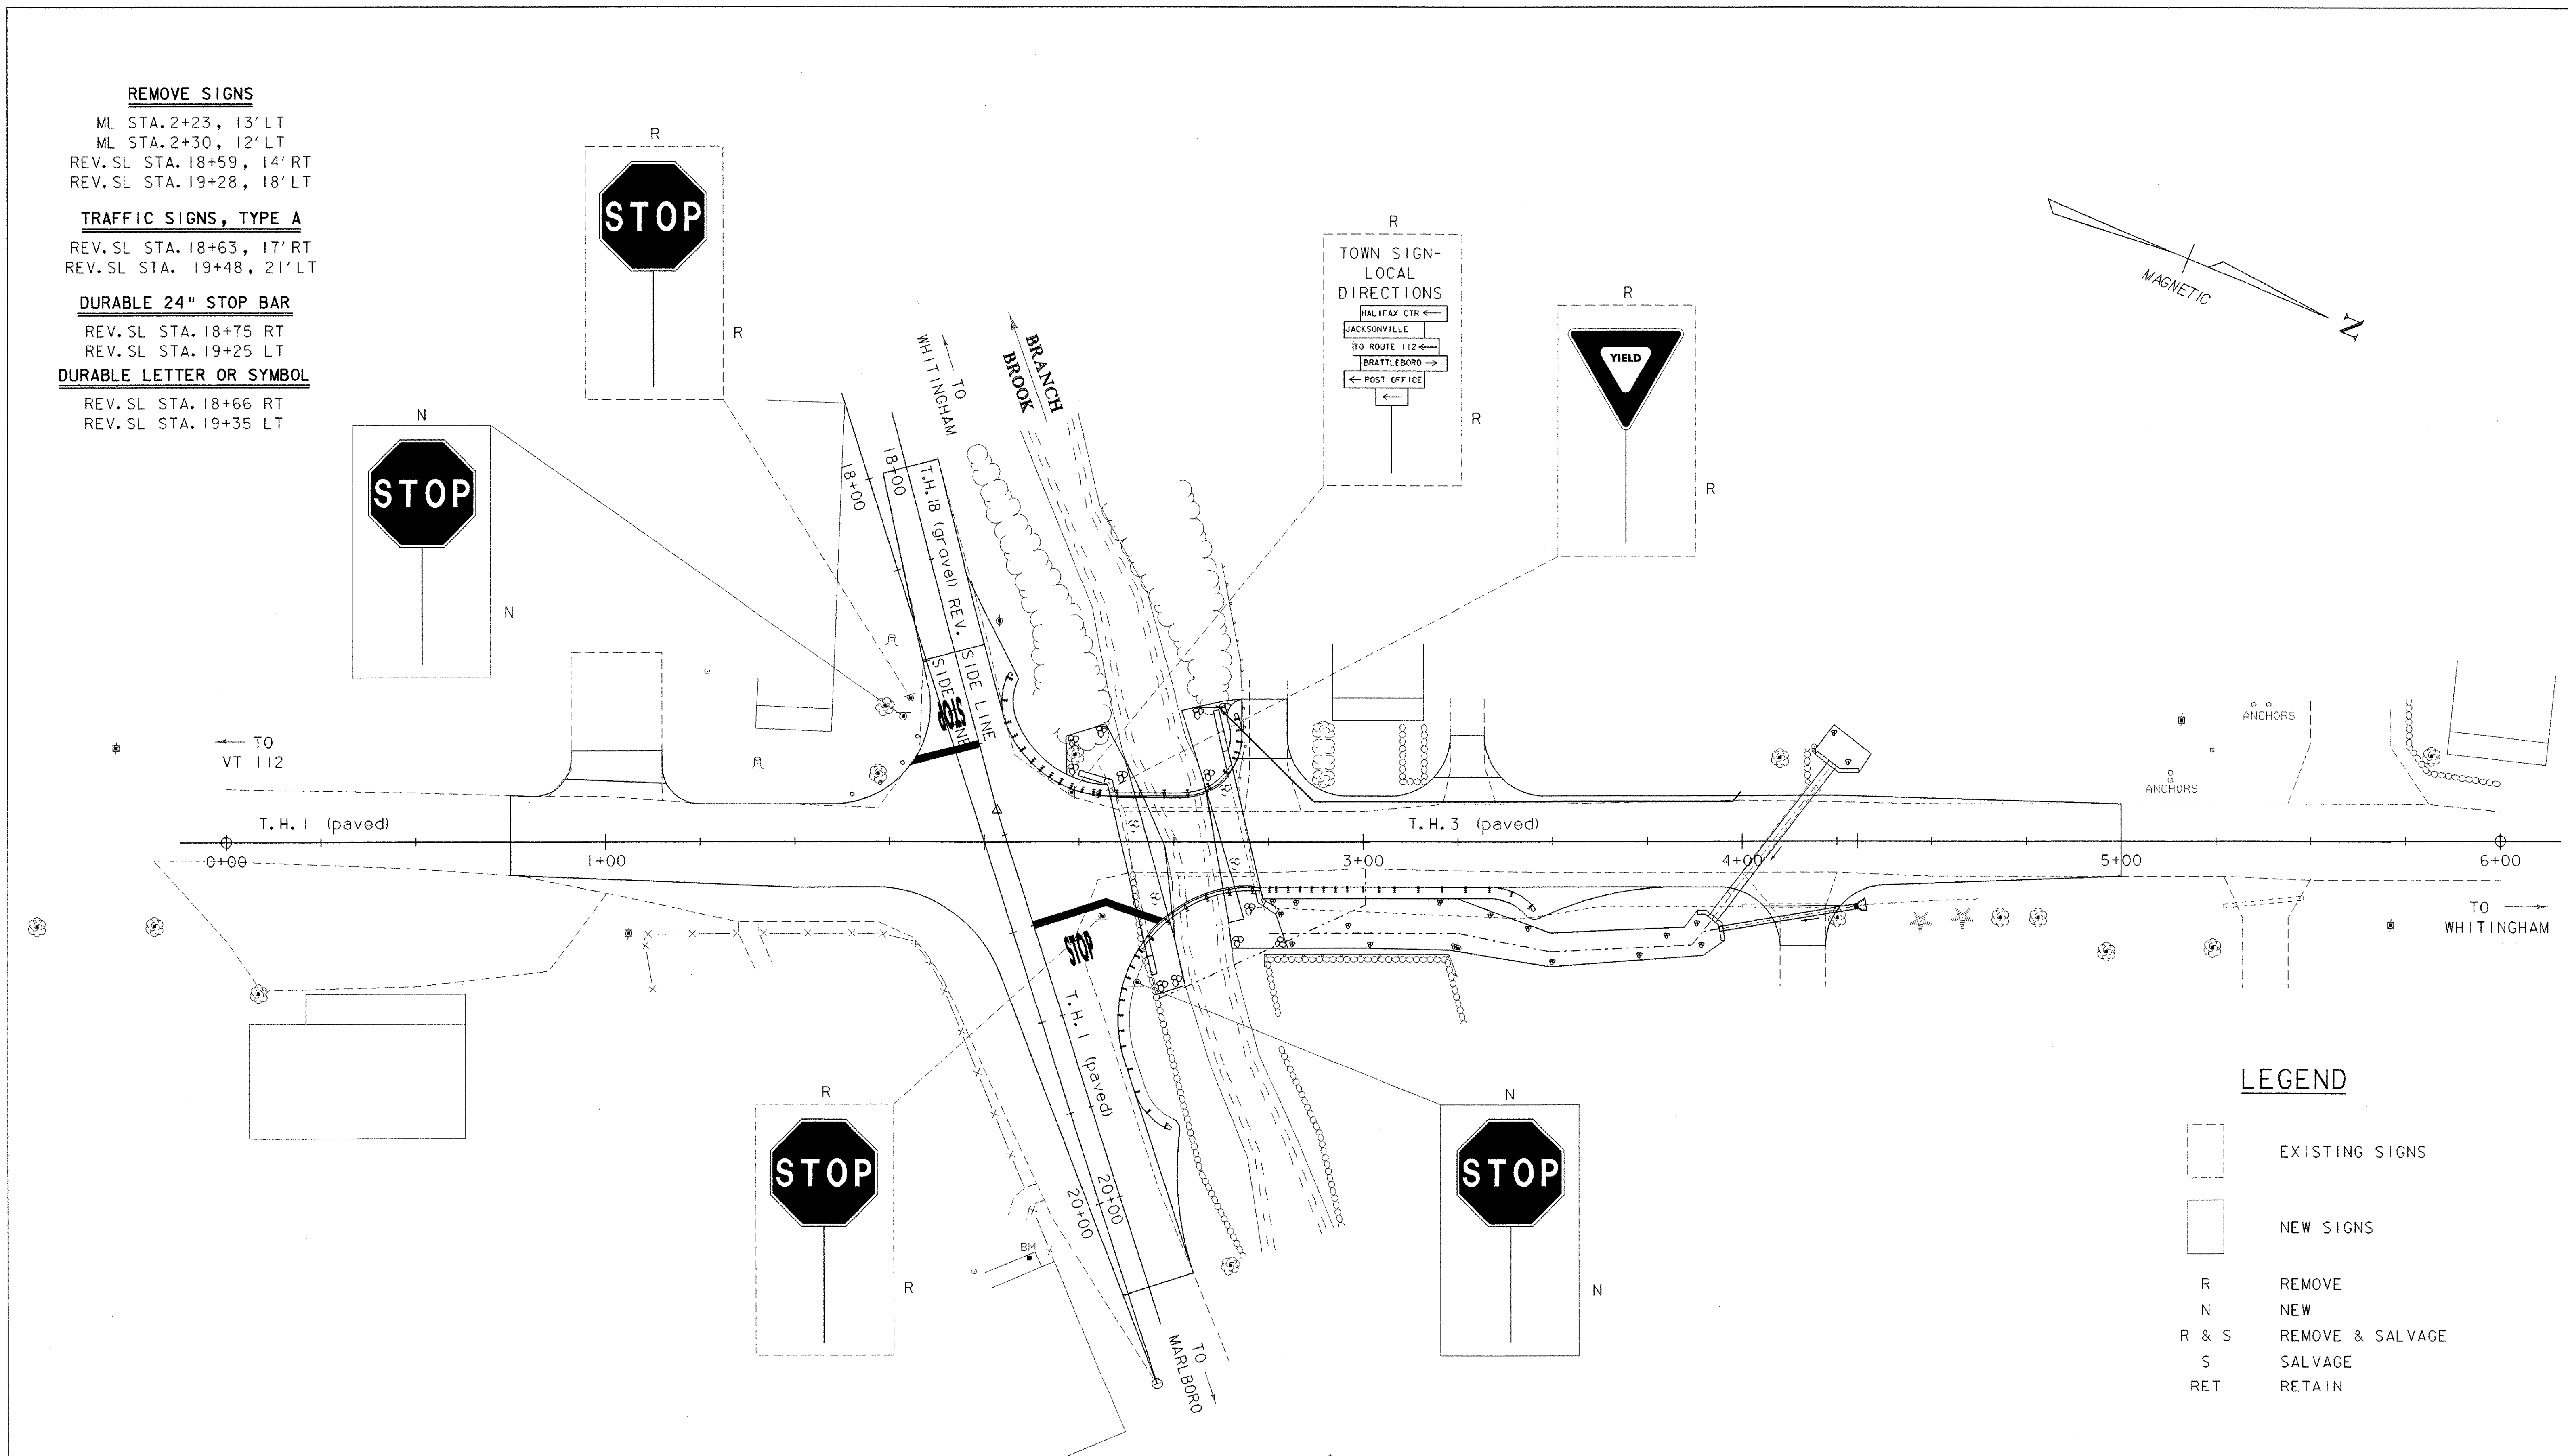 REMOVE SIGNS
ML STA. 2+23, 13' LT
ML STA. 2+30, 12' LT
REV. SL STA. 18+59, 14' RT
REV. SL STA. 19+28, 18' LT
TRAFFIC SIGNS, TYPE A
REV. SL STA. 18+63, 17' RT
REV. SL STA. 19+48, 21' LT
DURABLE 24" STOP BAR
REV. SL STA. 18+75 RT
REV. SL STA. 19+25 LT
DURABLE LETTER OR SYMBOL
REV. SL STA. 18+66 RT
REV. SL STA. 19+35 LT
R
STOP
R
N
STOP
N
R
TOWN SIGN-
LOCAL
DIRECTIONS
HALIFAX CTR ←
JACKSONVILLE
TO ROUTE 112 ←
BRATTLEBORO →
← POST OFFICE
←
R
R
YIELD
R
MAGNETIC
N
TO
WHITINGHAM
BRANCH
BROOK
18+00
18+00
T.H. 18 (gravel) REV.
SIDE LINE
SIDE LINE
STOP
← TO
VT 112
ANCHORS
ANCHORS
T.H. 1 (paved)
T.H. 3 (paved)
0+00
1+00
3+00
4+00
5+00
6+00
TO →
WHITINGHAM
STOP
T.H. 1 (paved)
20+00
20+00
BM
TO
MARLBORO
R
STOP
R
N
STOP
N
LEGEND
EXISTING SIGNS
NEW SIGNS
R REMOVE
N NEW
R & S REMOVE & SALVAGE
S SALVAGE
RET RETAIN